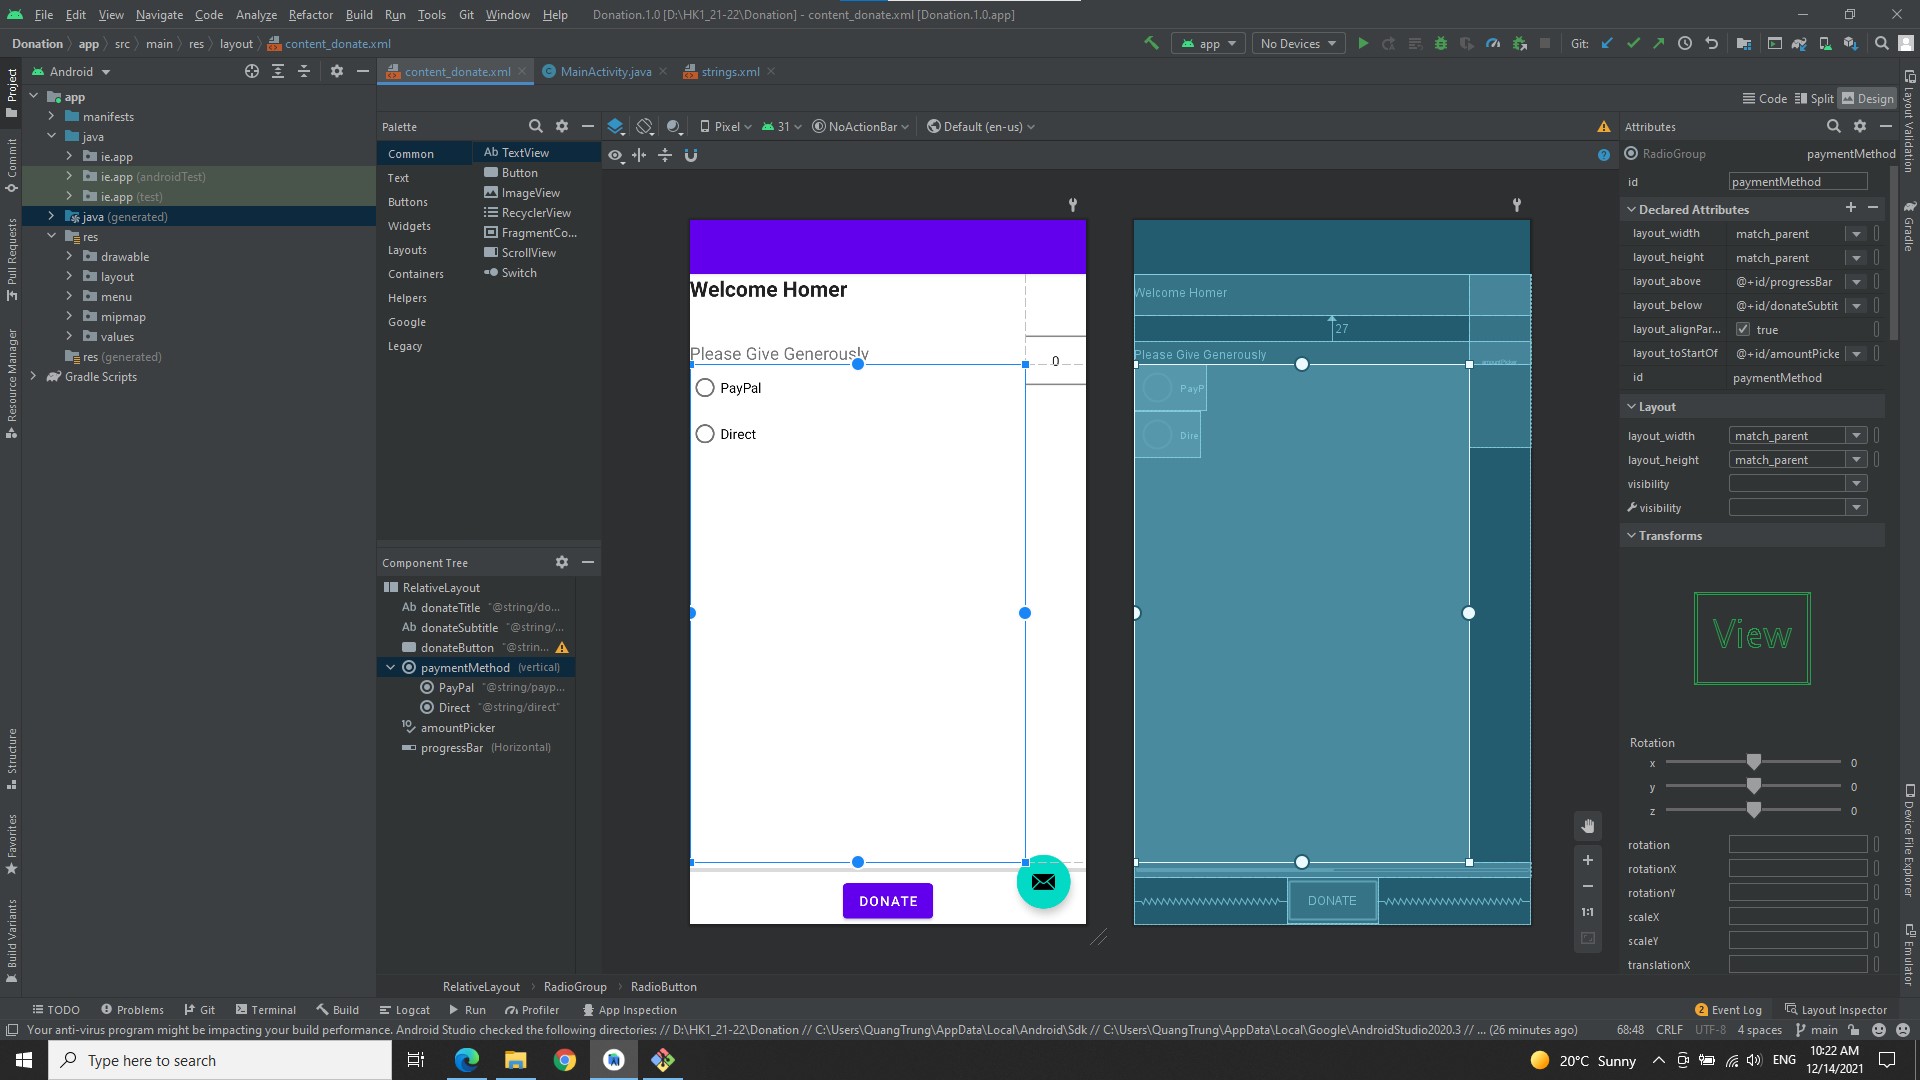 File Edit View Navigate Code Analyze Refactor Build Run Tools Git Window Help Donation.1.0 [D:\HK1_21-22\Donation] - content_donate.xml [Donation.1.0.app]
Donation app src main res layout content_donate.xml app No Devices Git:
Project
Commit
Pull Requests
Resource Manager
Structure
Favorites
Build Variants
Android
app
manifests
java
ie.app
ie.app (androidTest)
ie.app (test)
java (generated)
res
drawable
layout
menu
mipmap
values
res (generated)
Gradle Scripts
content_donate.xml MainActivity.java strings.xml
Code Split Design
Palette
Common
Text
Buttons
Widgets
Layouts
Containers
Helpers
Google
Legacy
Ab TextView
Button
ImageView
RecyclerView
FragmentCo...
ScrollView
Switch
Pixel 31 NoActionBar Default (en-us)
Component Tree
RelativeLayout
Ab donateTitle "@string/do...
Ab donateSubtitle "@string/...
donateButton "@strin...
paymentMethod (vertical)
PayPal "@string/payp...
Direct "@string/direct"
amountPicker
progressBar (Horizontal)
Welcome Homer
Please Give Generously
0
PayPal
Direct
DONATE
Welcome Homer
27
Please Give Generously
PayP
Dire
DONATE
1:1
RelativeLayout RadioGroup RadioButton
Attributes
RadioGroup paymentMethod
id paymentMethod
Declared Attributes
layout_width match_parent
layout_height match_parent
layout_above @+id/progressBar
layout_below @+id/donateSubtit
layout_alignPar... true
layout_toStartOf @+id/amountPicke
id paymentMethod
Layout
layout_width match_parent
layout_height match_parent
visibility
visibility
Transforms
View
Rotation
x 0
y 0
z 0
rotation
rotationX
rotationY
scaleX
scaleY
translationX
Layout Validation
Gradle
Device File Explorer
Emulator
TODO Problems Git Terminal Build Logcat Run Profiler App Inspection 2 Event Log Layout Inspector
Your anti-virus program might be impacting your build performance. Android Studio checked the following directories: // D:\HK1_21-22\Donation // C:\Users\QuangTrung\AppData\Local\Android\Sdk // C:\Users\QuangTrung\AppData\Local\Google\AndroidStudio2020.3 // ... (26 minutes ago) 68:48 CRLF UTF-8 4 spaces main
Type here to search 20°C Sunny ENG 10:22 AM
12/14/2021